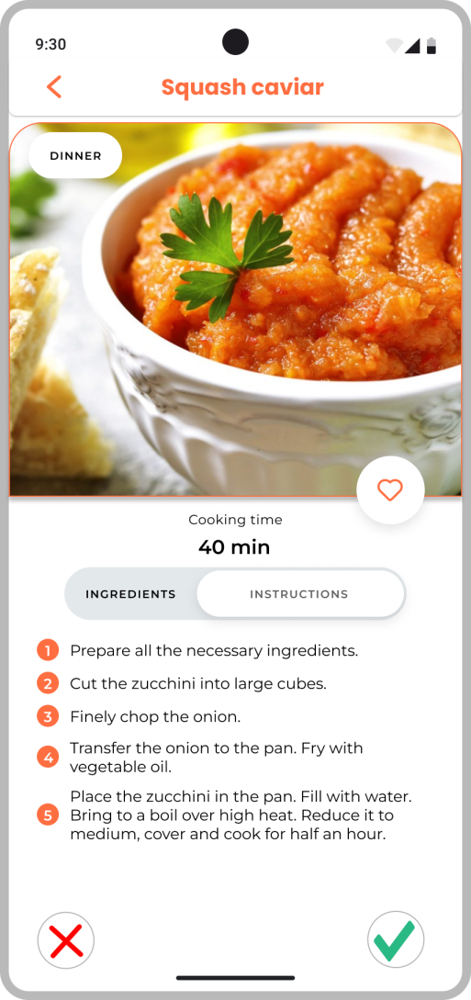 9:30
Squash caviar
DINNER
Cooking time
40 min
INGREDIENTS
INSTRUCTIONS
1 Prepare all the necessary ingredients.
2 Cut the zucchini into large cubes.
3 Finely chop the onion.
4 Transfer the onion to the pan. Fry with
vegetable oil.
5 Place the zucchini in the pan. Fill with water.
Bring to a boil over high heat. Reduce it to
medium, cover and cook for half an hour.